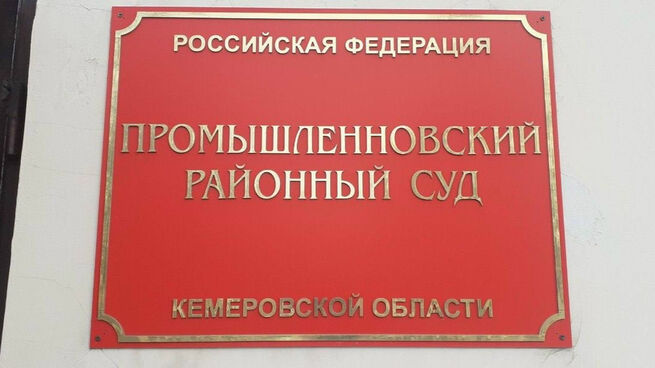 РОССИЙСКАЯ ФЕДЕРАЦИЯ
ПРОМЫШЛЕННОВСКИЙ
РАЙОННЫЙ СУД
КЕМЕРОВСКОЙ ОБЛАСТИ